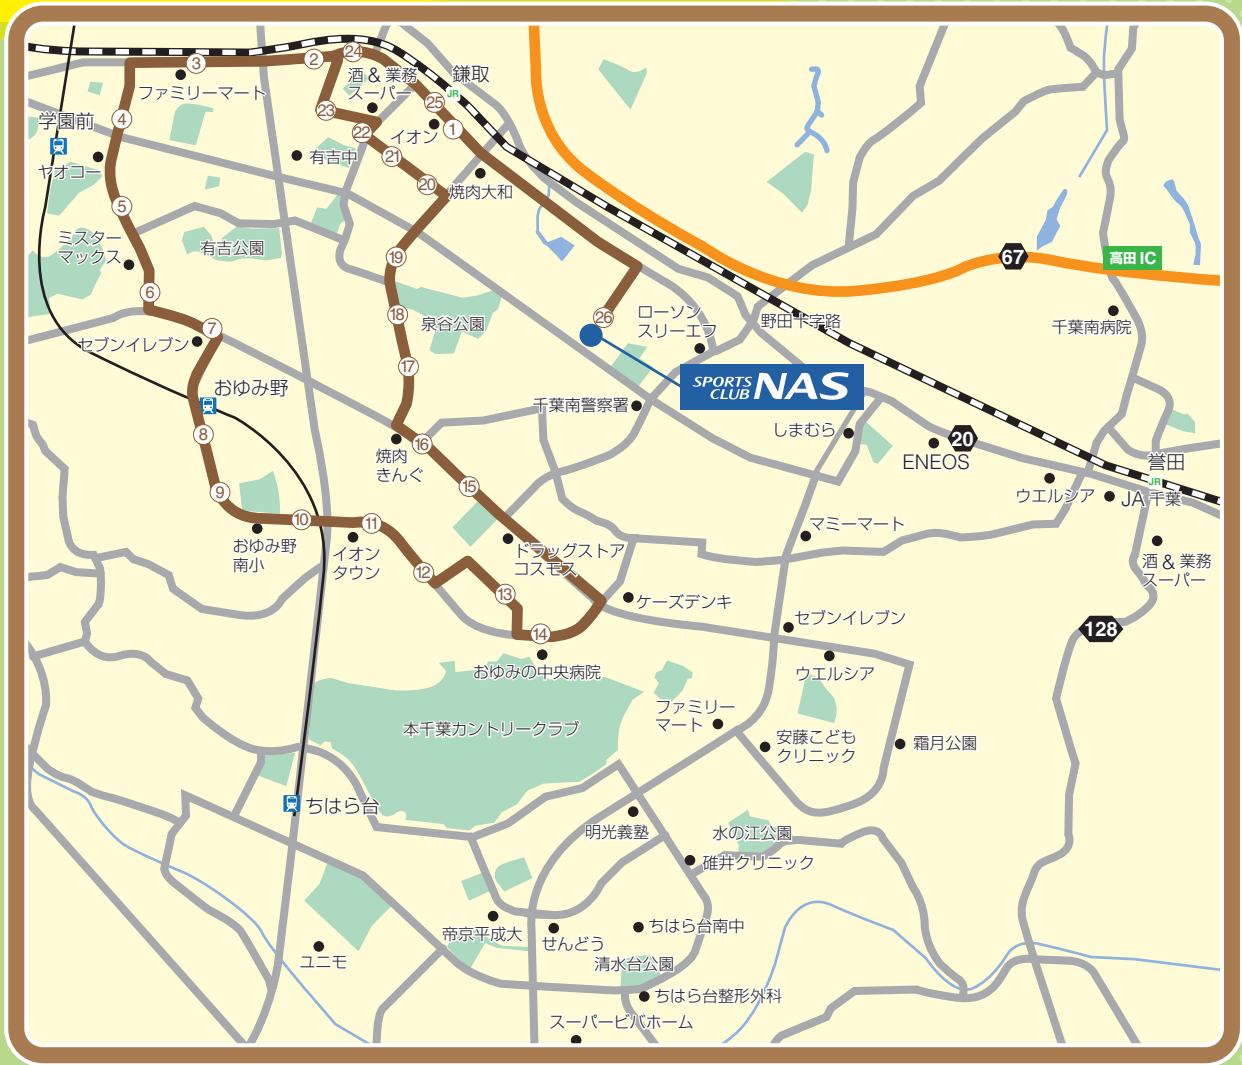 24
2
3
鎌取
酒 & 業務
スーパー
ファミリーマート
JR
25
23
4
学園前
22
イオン
1
21
有吉中
ヤオコー
20
焼肉大和
5
ミスター
マックス
有吉公園
19
67
高田 IC
6
18
26
ローソン
スリーエフ
野田十字路
千葉南病院
泉谷公園
7
セブンイレブン
17
SPORTS
CLUB
NAS
おゆみ野
千葉南警察署
8
しまむら
20
ENEOS
16
焼肉
きんぐ
誉田
JR
15
9
ウエルシア
JA 千葉
10
11
マミーマート
おゆみ野
南小
イオン
タウン
ドラッグストア
コスモス
酒 & 業務
スーパー
12
13
ケーズデンキ
14
セブンイレブン
128
おゆみの中央病院
ウエルシア
ファミリー
マート
本千葉カントリークラブ
安藤こども
クリニック
霜月公園
ちはら台
明光義塾
水の江公園
碓井クリニック
帝京平成大
せんどう
ちはら台南中
ユニモ
清水台公園
ちはら台整形外科
スーパービバホーム